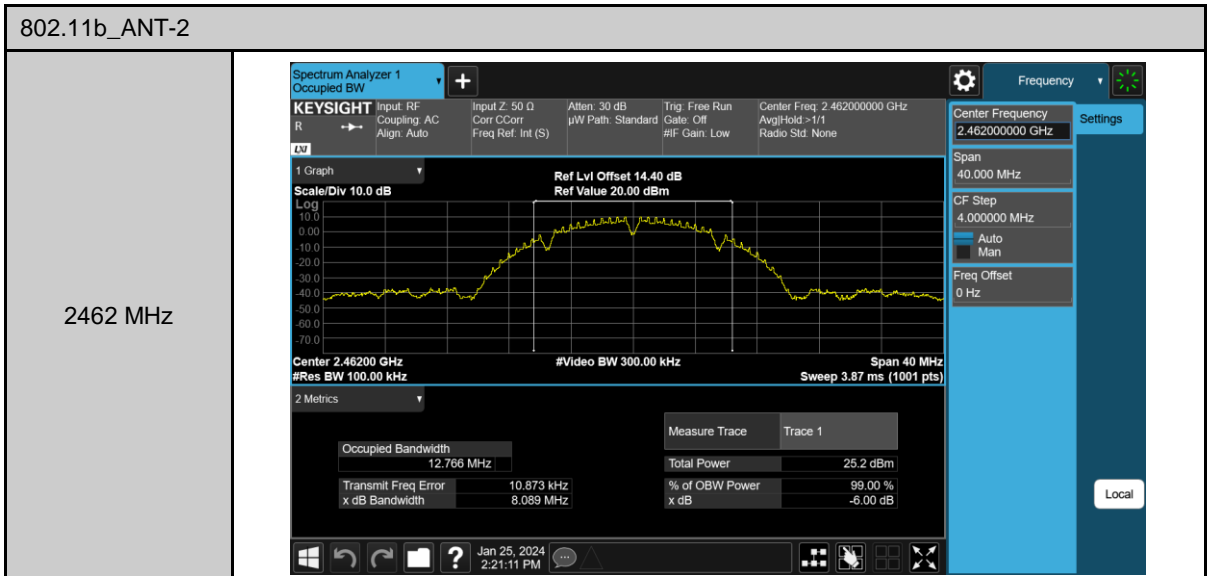 802.11b_ANT-2
2462 MHz
Spectrum Analyzer 1
Occupied BW
Frequency
KEYSIGHT
R
LXI
Input: RF
Coupling: AC
Align: Auto
Input Z: 50 Ω
Corr CCorr
Freq Ref: Int (S)
Atten: 30 dB
µW Path: Standard
Trig: Free Run
Gate: Off
#IF Gain: Low
Center Freq: 2.462000000 GHz
Avg|Hold:>1/1
Radio Std: None
Center Frequency
2.462000000 GHz
Settings
Span
40.000 MHz
CF Step
4.000000 MHz
Auto
Man
Freq Offset
0 Hz
Local
1 Graph
Scale/Div 10.0 dB
Ref Lvl Offset 14.40 dB
Ref Value 20.00 dBm
Log
10.0
0.00
-10.0
-20.0
-30.0
-40.0
-50.0
-60.0
-70.0
Center 2.46200 GHz
#Video BW 300.00 kHz
Span 40 MHz
#Res BW 100.00 kHz
Sweep 3.87 ms (1001 pts)
2 Metrics
Measure Trace Trace 1
Occupied Bandwidth
12.766 MHz
Total Power 25.2 dBm
Transmit Freq Error 10.873 kHz
% of OBW Power 99.00 %
x dB Bandwidth 8.089 MHz
x dB -6.00 dB
?
Jan 25, 2024
2:21:11 PM